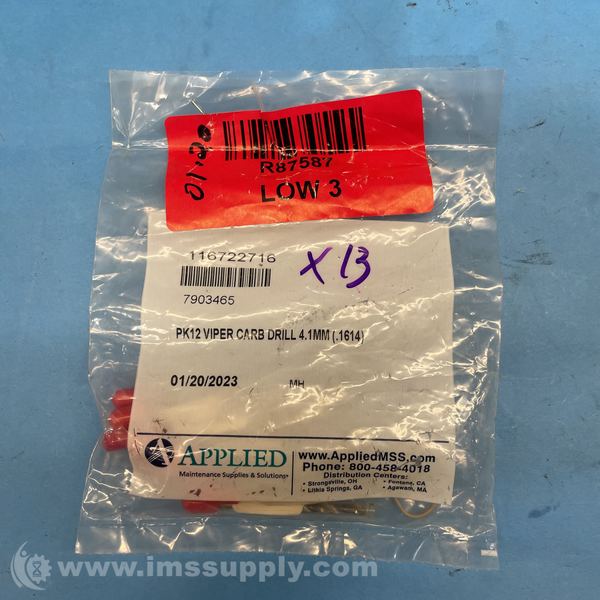 01.20
R87587
LOW 3
116722716
X 13
7903465
PK12 VIPER CARB DRILL 4.1MM (.1614)
01/20/2023
MH
APPLIED
Maintenance Supplies & Solutions
www.AppliedMSS.com
Phone: 800-458-4018
Distribution Centers:
• Strongsville, OH
• Fontana, CA
• Lithia Springs, GA
• Agawam, MA
www.imssupply.com